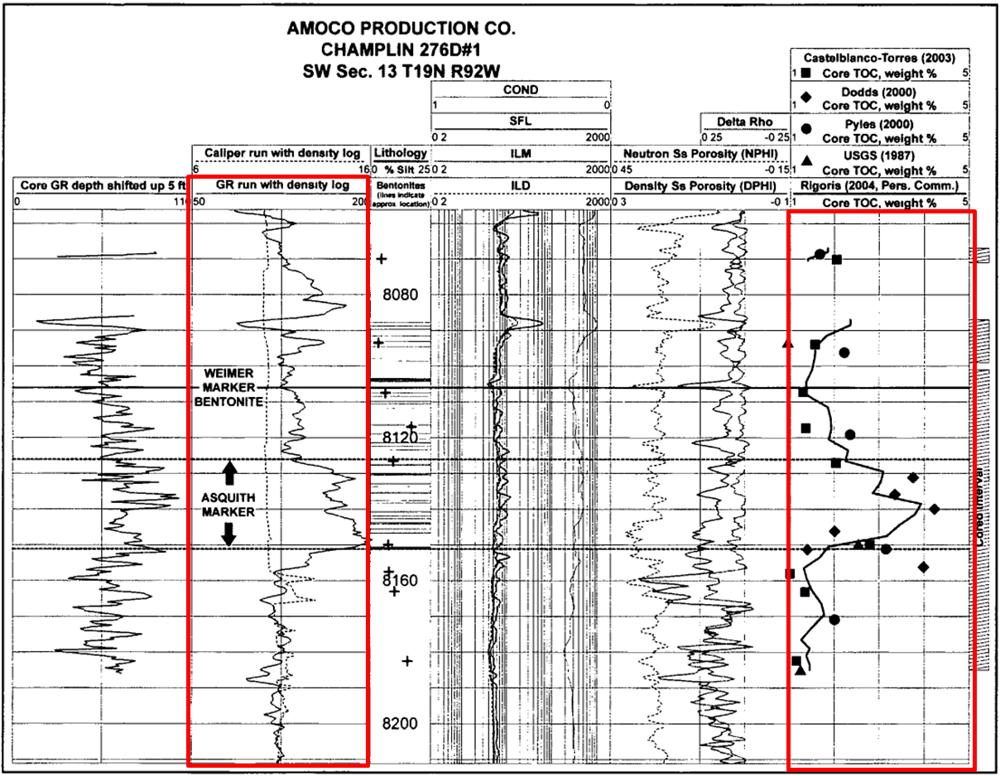 AMOCO PRODUCTION CO.
CHAMPLIN 276D#1
SW Sec. 13 T19N R92W
Castelblanco-Torres (2003)
1 Core TOC, weight % 5
Dodds (2000)
1 Core TOC, weight % 5
Pyles (2000)
1 Core TOC, weight % 5
USGS (1987)
1 Core TOC, weight % 5
Rigoris (2004, Pers. Comm.)
1 Core TOC, weight % 5
COND
1 0
SFL
0 2 2000
ILM
0 2 2000
ILD
0 2 2000
Delta Rho
0 25 -0 25
Neutron Ss Porosity (NPHI)
0 45 -0 15
Density Ss Porosity (DPHI)
0 3 -0 1
Caliper run with density log
6 16
GR run with density log
50 200
Lithology
0 % Silt 25
Bentonites
(lines indicate
approx location)
Core GR depth shifted up 5 ft
0 110
8080
WEIMER
MARKER
BENTONITE
8120
ASQUITH
MARKER
8160
8200
Cored Interval